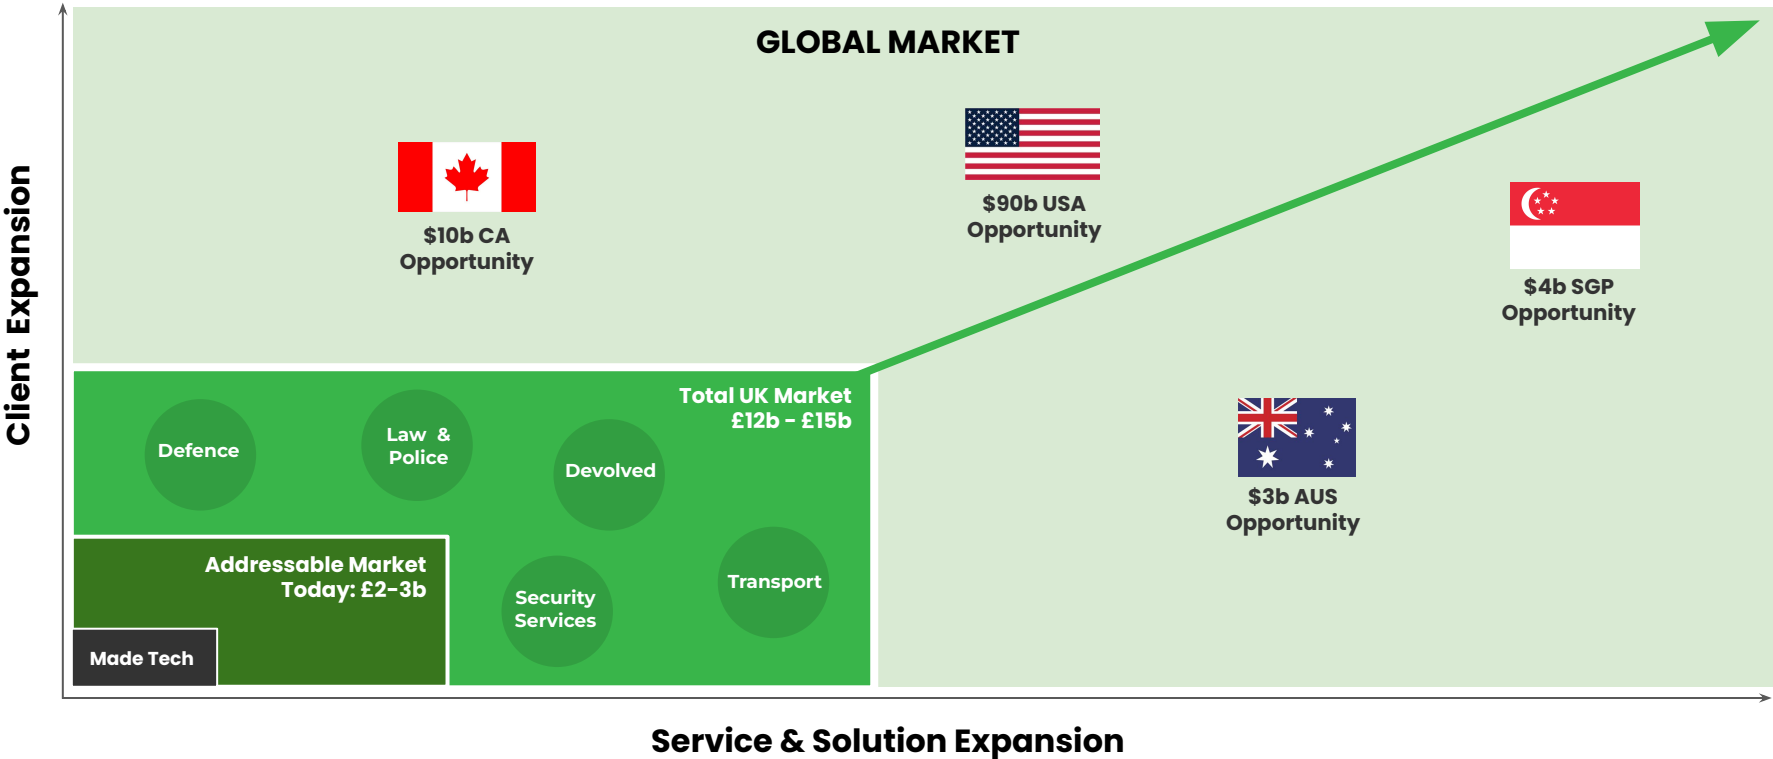 GLOBAL MARKET
$10b CA
Opportunity
$90b USA
Opportunity
$4b SGP
Opportunity
$3b AUS
Opportunity
Total UK Market
£12b - £15b
Defence
Law & 
Police
Devolved
Security
Services
Transport
Addressable Market
Today: £2-3b
Made Tech
Client Expansion
Service & Solution Expansion